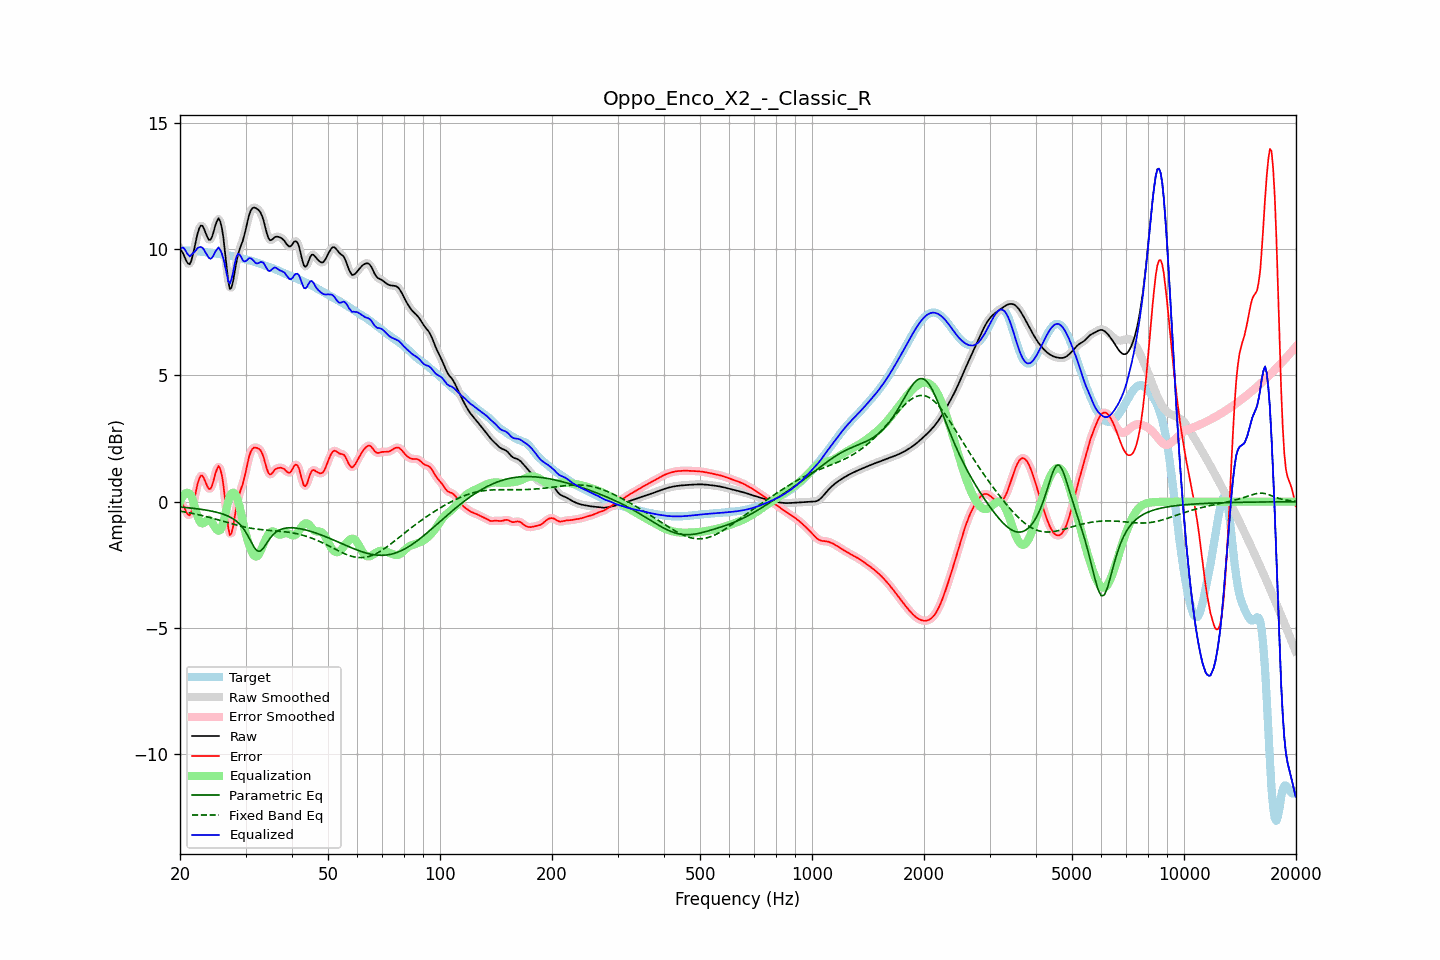 Oppo_Enco_X2_-_Classic_R
15
10
5
0
−5
−10
Amplitude (dBr)
Target
Raw Smoothed
Error Smoothed
Raw
Error
Equalization
Parametric Eq
Fixed Band Eq
Equalized
20 50 100 200 500 1000 2000 5000 10000 20000
Frequency (Hz)